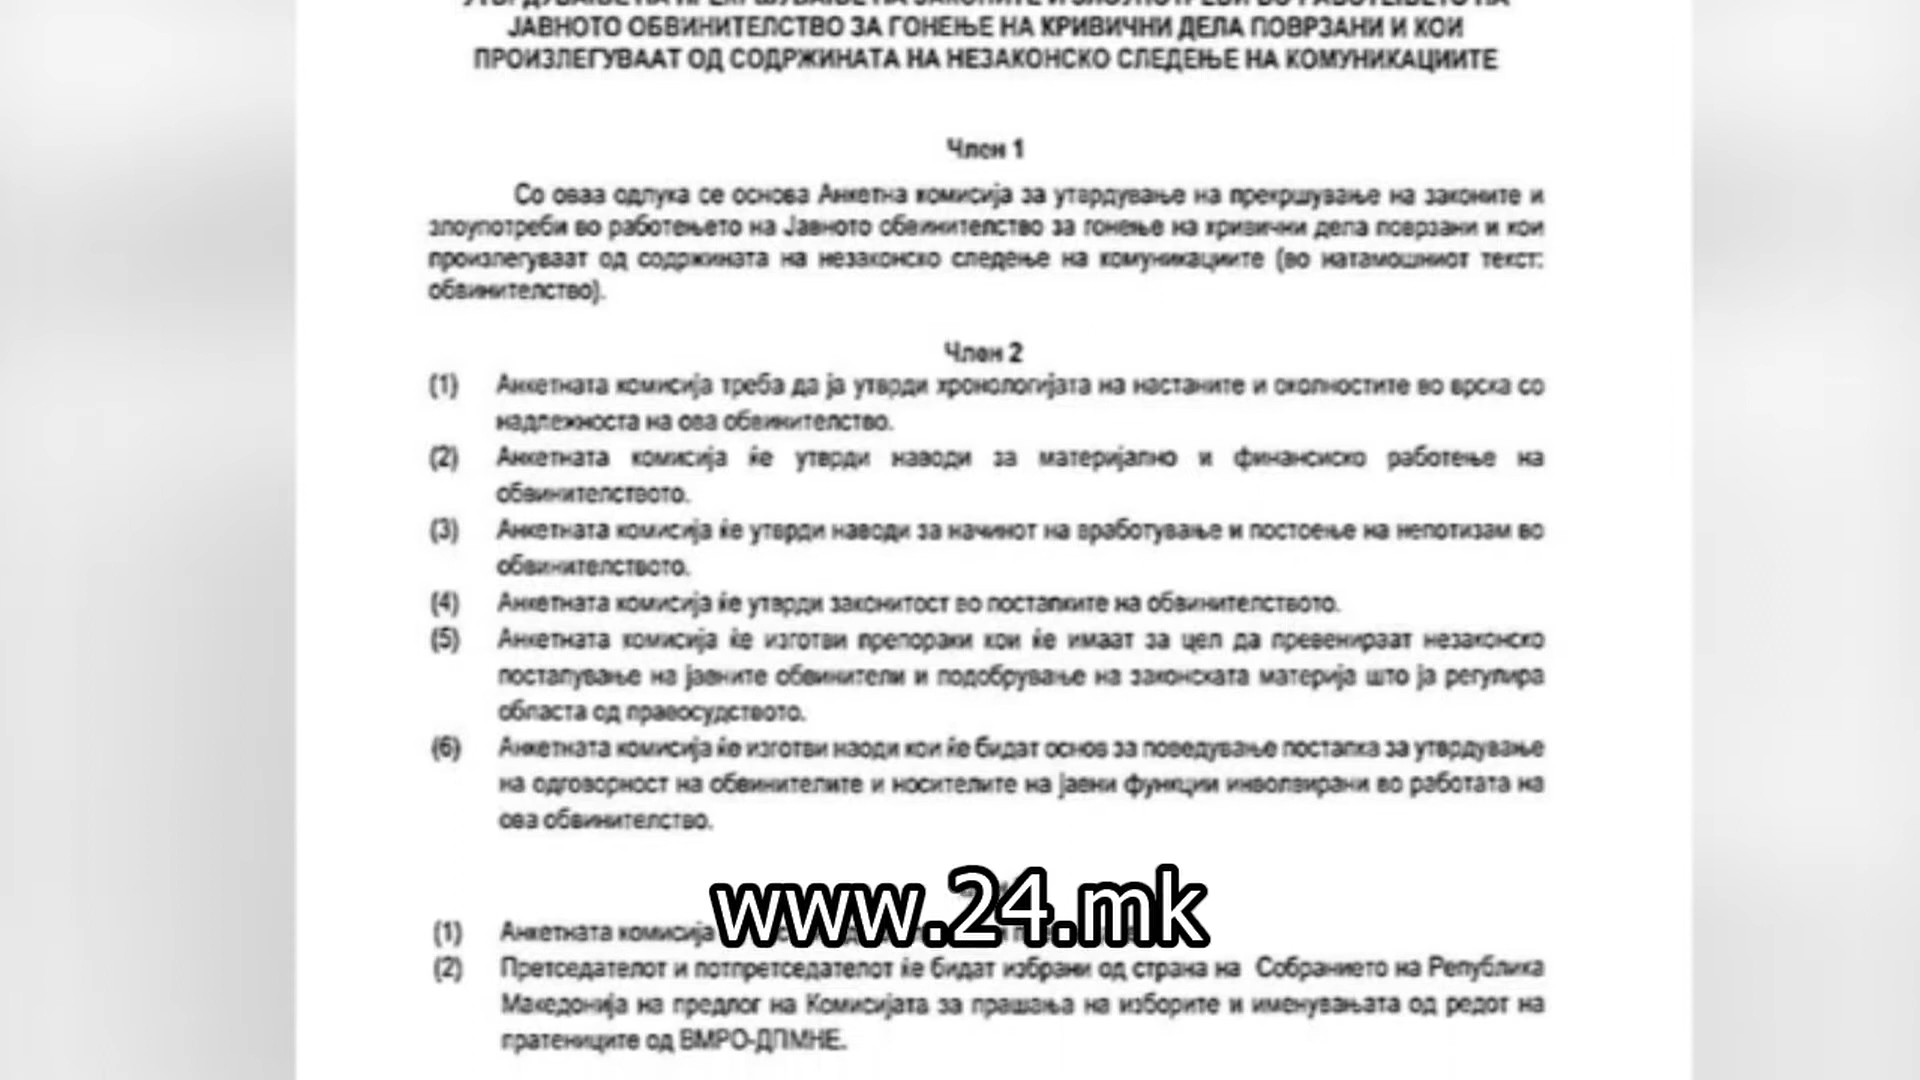 ЈАВНОТО ОБВИНИТЕЛСТВО ЗА ГОНЕЊЕ НА КРИВИЧНИ ДЕЛА ПОВРЗАНИ И КОИ
ПРОИЗЛЕГУВААТ ОД СОДРЖИНАТА НА НЕЗАКОНСКО СЛЕДЕЊЕ НА КОМУНИКАЦИИТЕ
Член 1
Со оваа одлука се основа Анкетна комисија за утврдување на прекршување на законите и
злоупотреби во работењето на Јавното обвинителство за гонење на кривични дела поврзани и кои
произлегуваат од содржината на незаконско следење на комуникациите (во натамошниот текст:
обвинителство).
Член 2
(1) Анкетната комисија треба да ја утврди хронологијата на настаните и околностите во врска со
надлежноста на ова обвинителство.
(2) Анкетната комисија ќе утврди наводи за материјално и финансиско работење на
обвинителството.
(3) Анкетната комисија ќе утврди наводи за начинот на вработување и постоење на непотизам во
обвинителството.
(4) Анкетната комисија ќе утврди законитост во постапките на обвинителството.
(5) Анкетната комисија ќе изготви препораки кои ќе имаат за цел да превенираат незаконско
постапување на јавните обвинители и подобрување на законската материја што ја регулира
областа од правосудството.
(6) Анкетната комисија ќе изготви наоди кои ќе бидат основ за поведување постапка за утврдување
на одговорност на обвинителите и носителите на јавни функции инволвирани во работата на
ова обвинителство.
www.24.mk
(1) Анкетната комисија
(2) Претседателот и потпретседателот ќе бидат избрани од страна на Собранието на Република
Македонија на предлог на Комисијата за прашања на изборите и именувањата од редот на
пратениците од ВМРО-ДПМНЕ.